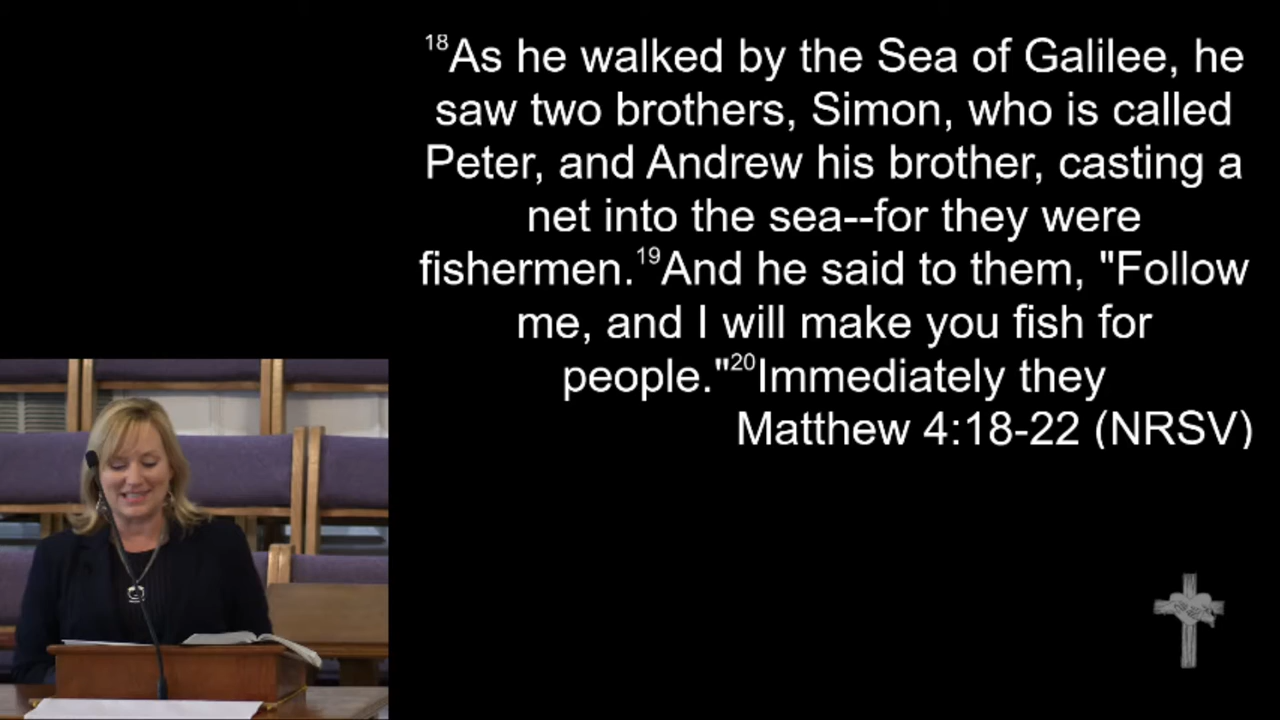 18As he walked by the Sea of Galilee, he
saw two brothers, Simon, who is called
Peter, and Andrew his brother, casting a
net into the sea--for they were
fishermen.19And he said to them, "Follow
me, and I will make you fish for
people."20Immediately they
Matthew 4:18-22 (NRSV)